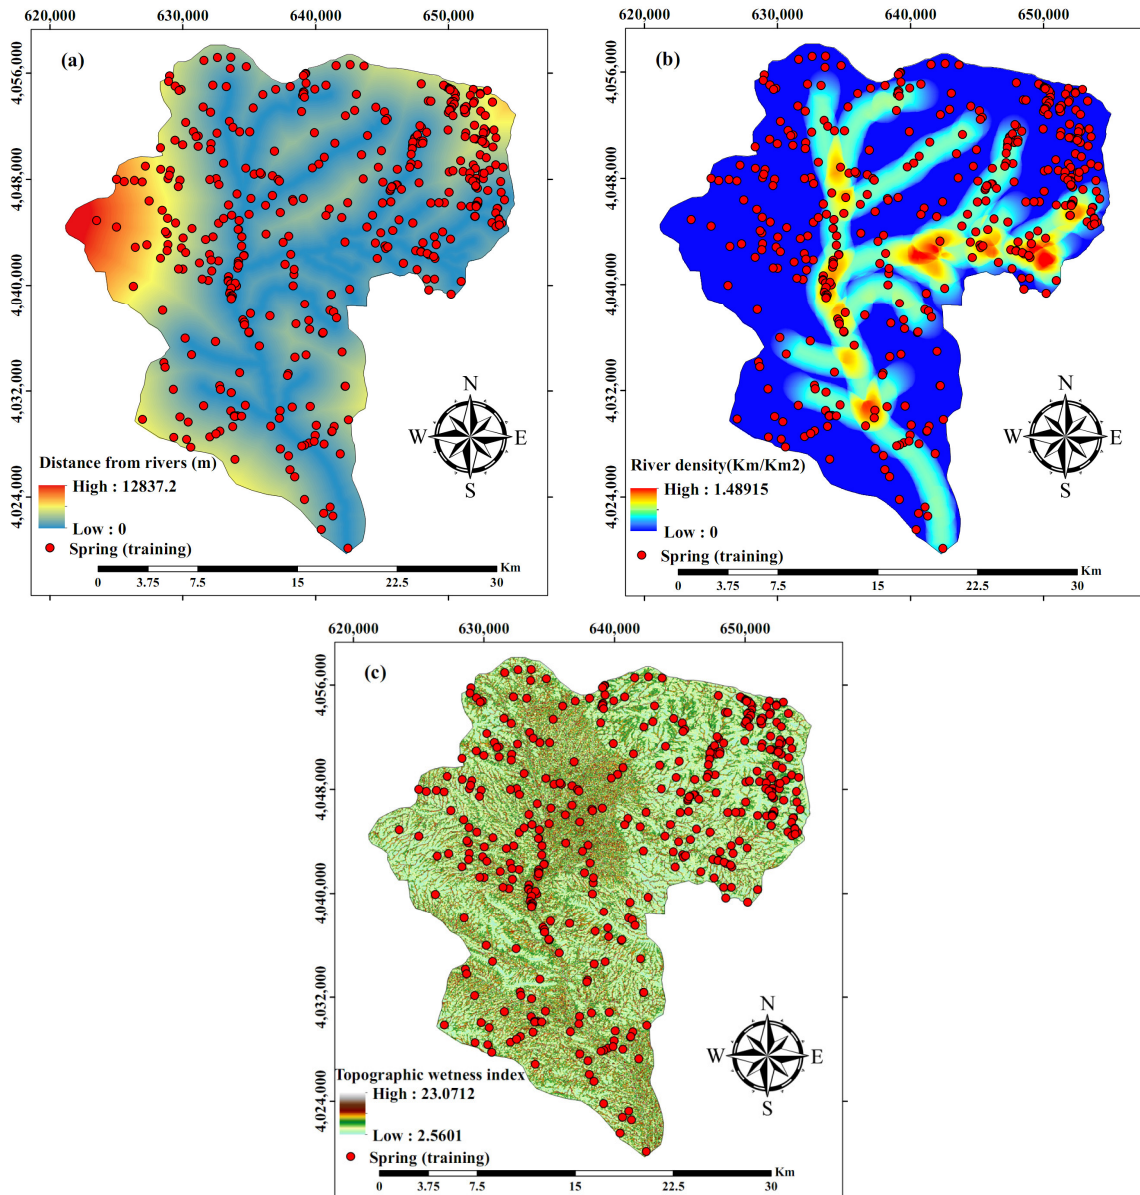 620,000 630,000 640,000 650,000
(a)
4,056,000
4,048,000
4,040,000
4,032,000
4,024,000
N
W E
S
Distance from rivers (m)
High : 12837.2
Low : 0
Spring (training)
Km
0 3.75 7.5 15 22.5 30
620,000 630,000 640,000 650,000
(b)
4,056,000
4,048,000
4,040,000
4,032,000
4,024,000
N
W E
S
River density(Km/Km2)
High : 1.48915
Low : 0
Spring (training)
Km
0 3.75 7.5 15 22.5 30
620,000 630,000 640,000 650,000
(c)
4,056,000
4,048,000
4,040,000
4,032,000
4,024,000
N
W E
S
Topographic wetness index
High : 23.0712
Low : 2.5601
Spring (training)
Km
0 3.75 7.5 15 22.5 30